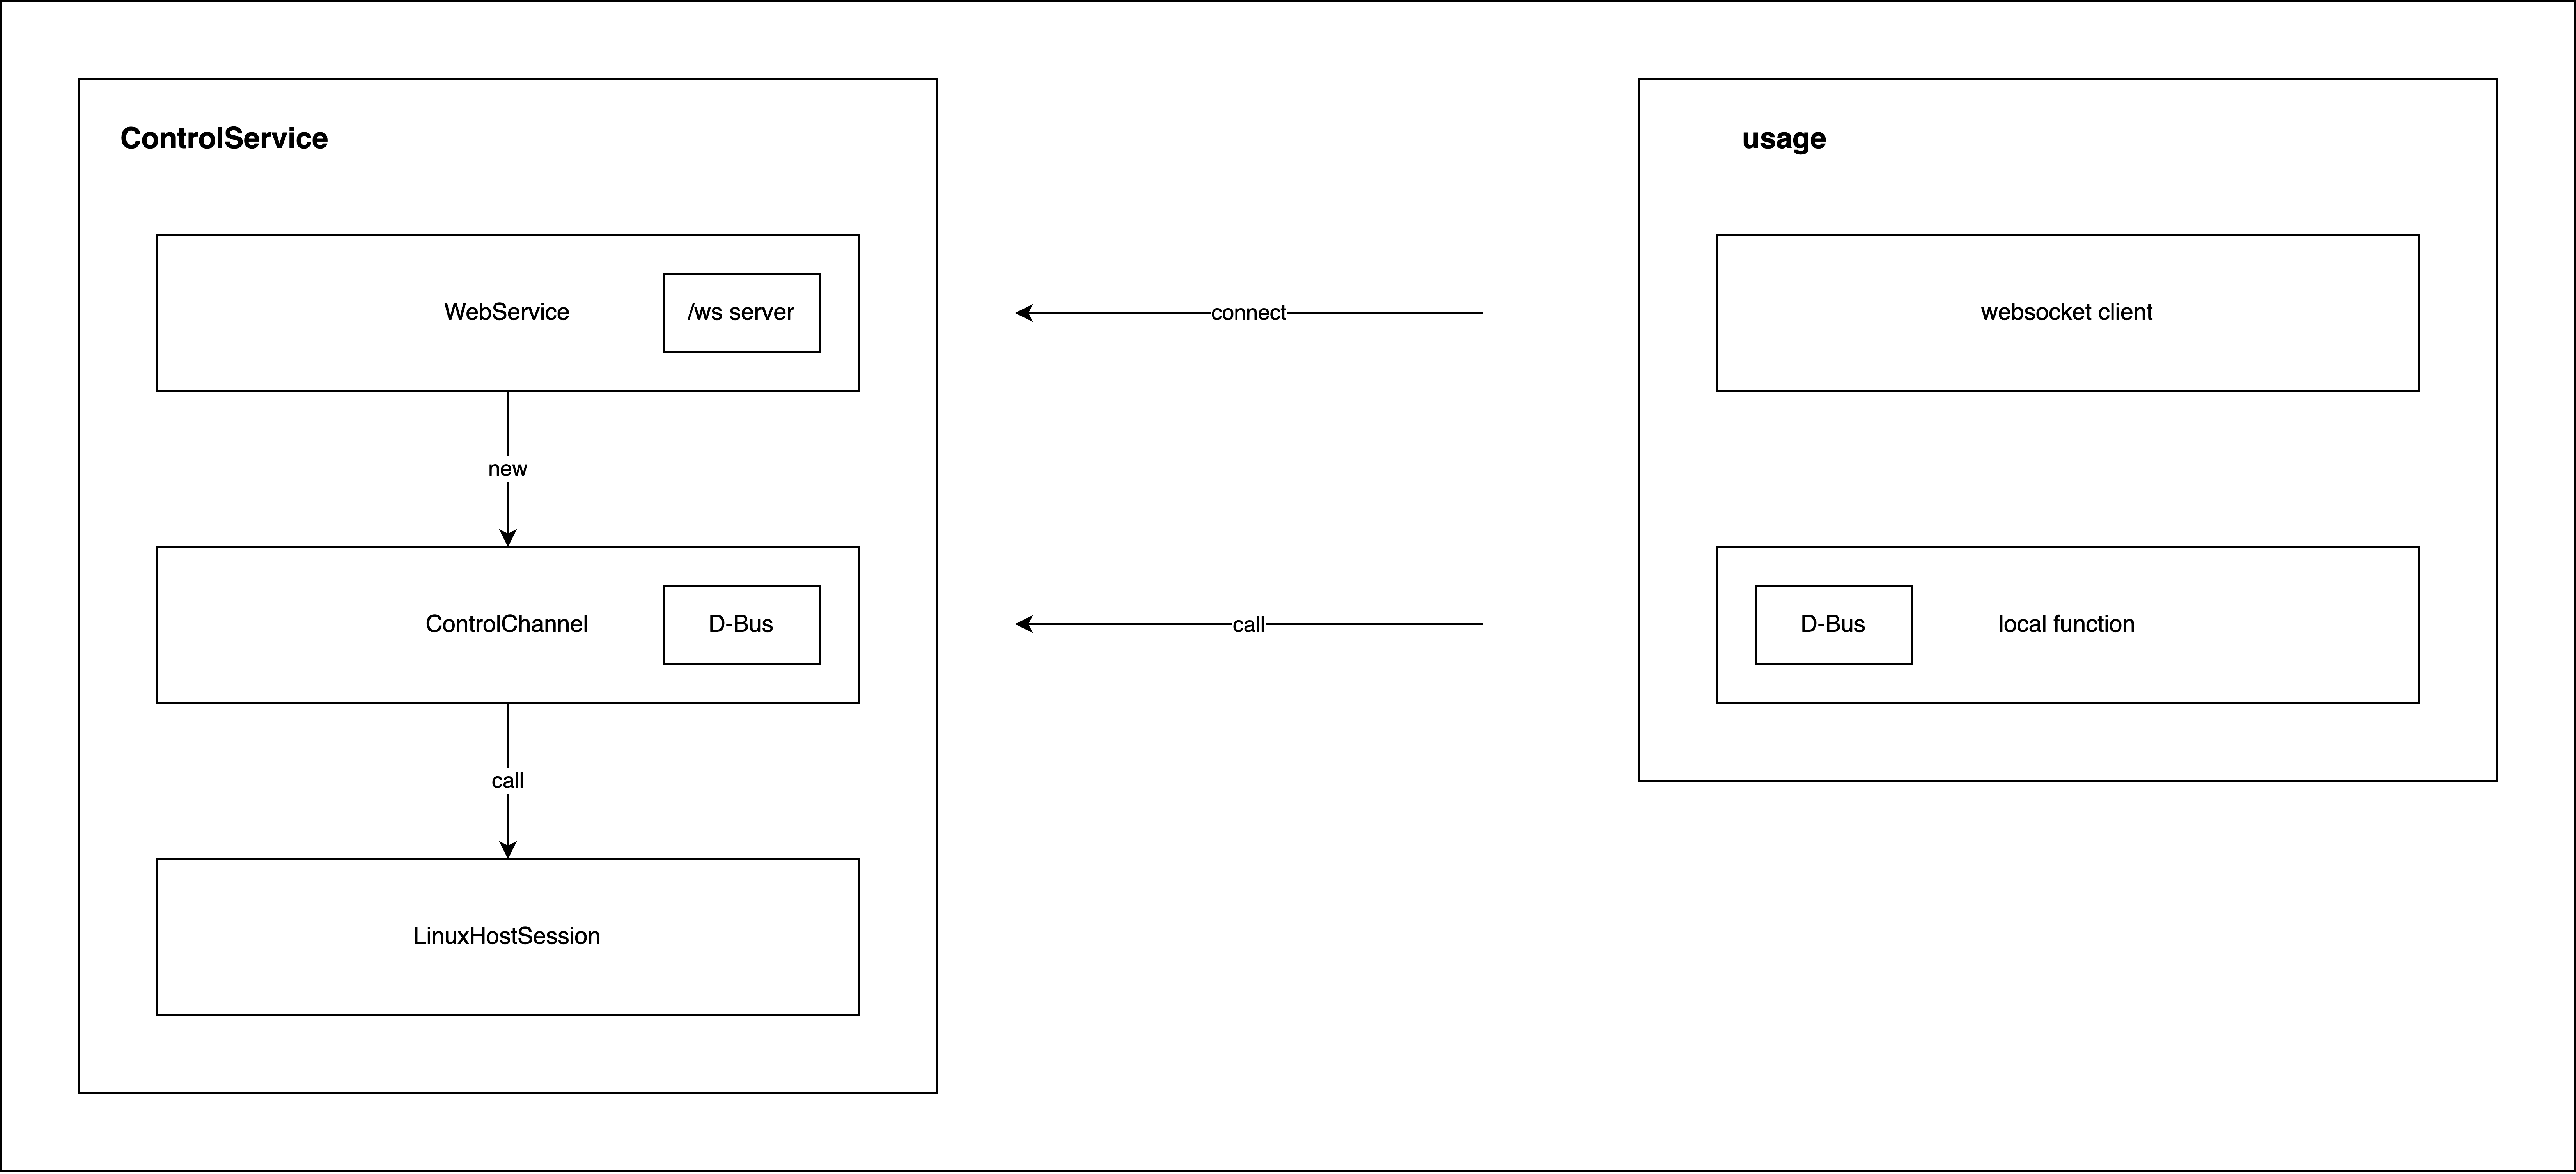 ControlService
usage
WebService
/ws server
connect
websocket client
new
ControlChannel
D-Bus
call
D-Bus
local function
call
LinuxHostSession